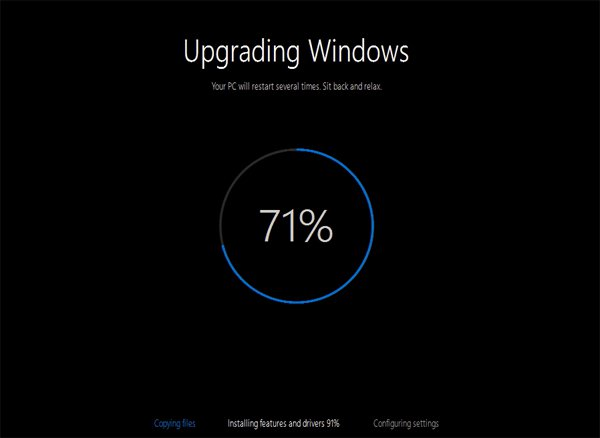 Upgrading Windows
Your PC will restart several times. Sit back and relax.
71%
Copying files Installing features and drivers 91% Configuring settings